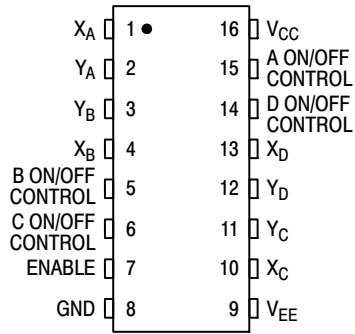 X_A 1 16 V_CC
Y_A 2 15 A ON/OFF CONTROL
Y_B 3 14 D ON/OFF CONTROL
X_B 4 13 X_D
B ON/OFF CONTROL 5 12 Y_D
C ON/OFF CONTROL 6 11 Y_C
ENABLE 7 10 X_C
GND 8 9 V_EE